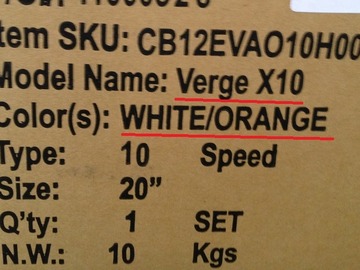 tem SKU: CB12EVAO10H00
Model Name: Verge X10
Color(s): WHITE/ORANGE
Type: 10 Speed
Size: 20”
Q'ty: 1 SET
N.W.: 10 Kgs